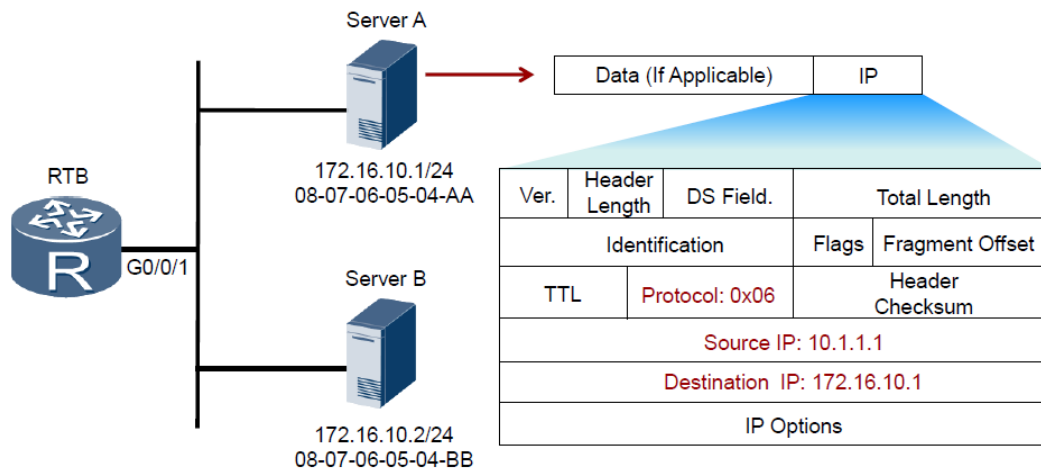 Server A
Data (If Applicable) IP
172.16.10.1/24
08-07-06-05-04-AA
RTB
R
G0/0/1
Server B
172.16.10.2/24
08-07-06-05-04-BB
Ver. Header Length DS Field. Total Length
Identification Flags Fragment Offset
TTL Protocol: 0x06 Header Checksum
Source IP: 10.1.1.1
Destination IP: 172.16.10.1
IP Options